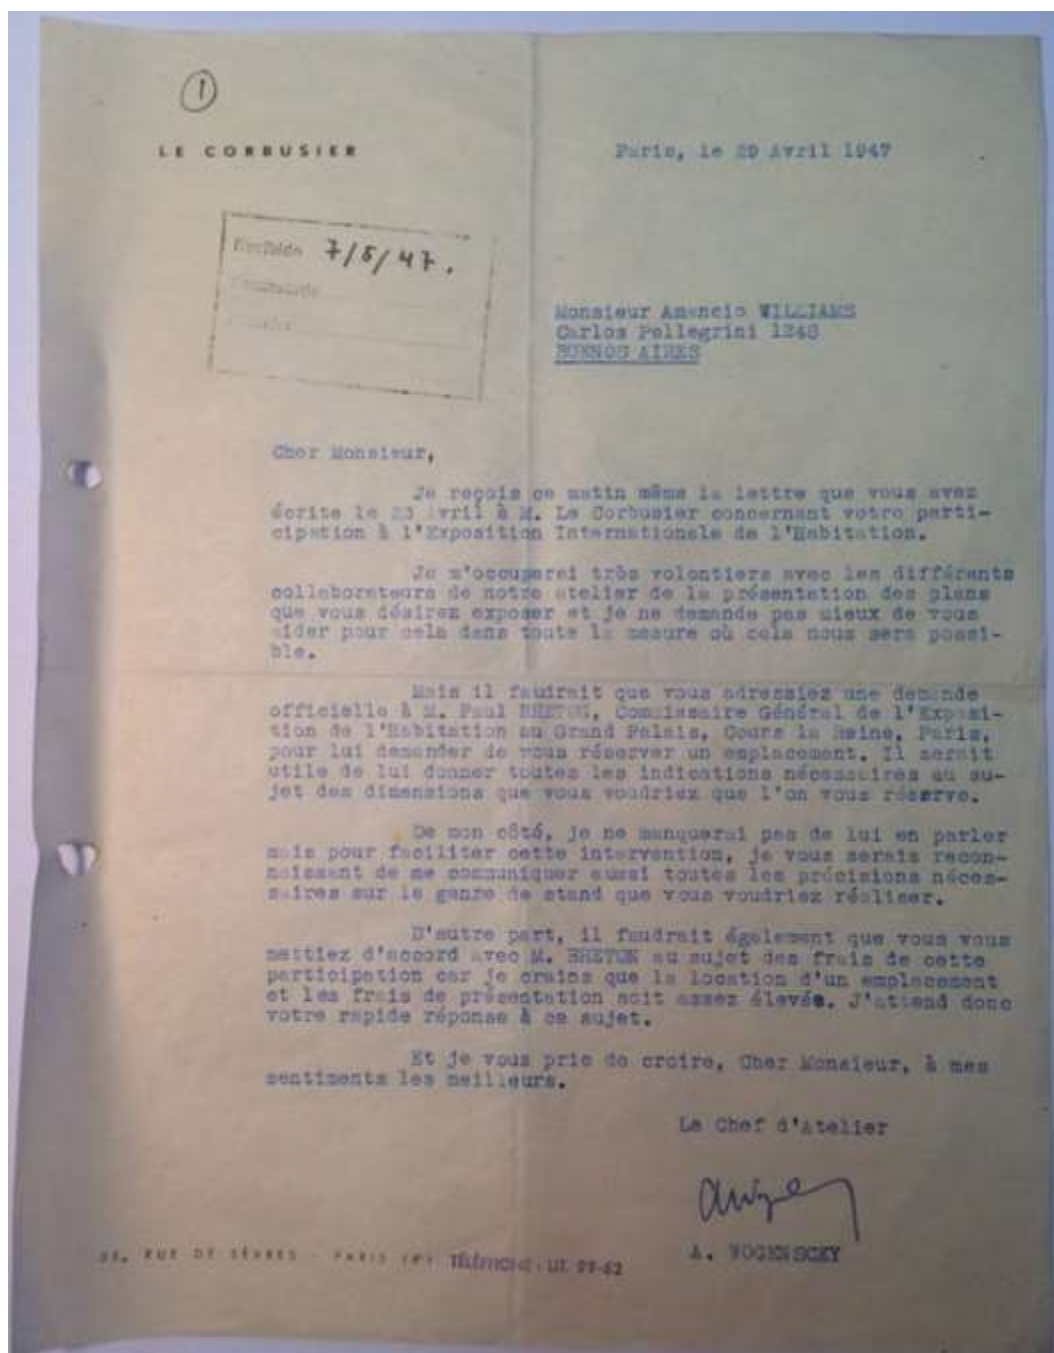 1
LE CORBUSIER
Paris, le 29 Avril 1947
Recibido 7/5/47.
Contestado
Monsieur Amancio WILLIAMS
Carlos Pellegrini 1248
BUENOS AIRES
Cher Monsieur,
Je reçois ce matin même la lettre que vous avez
écrite le 23 Avril à M. Le Corbusier concernant votre parti-
cipation à l'Exposition Internationale de l'Habitation.
Je m'occuperai très volontiers avec les différents
collaborateurs de notre atelier de la présentation des plans
que vous désirez exposer et je ne demande pas mieux de vous
aider pour cela dans toute la mesure où cela nous sera possi-
ble.
Mais il faudrait que vous adressiez une demande
officielle à M. Paul BRETON, Commissaire Général de l'Exposi-
tion de l'Habitation au Grand Palais, Cours la Reine, Paris,
pour lui demander de vous réserver un emplacement. Il serait
utile de lui donner toutes les indications nécessaires au su-
jet des dimensions que vous voudriez que l'on vous réserve.
De mon côté, je ne manquerai pas de lui en parler
mais pour faciliter cette intervention, je vous serais recon-
naissant de me communiquer aussi toutes les précisions néces-
saires sur le genre de stand que vous voudriez réaliser.
D'autre part, il faudrait également que vous vous
mettiez d'accord avec M. BRETON au sujet des frais de cette
participation car je crains que la location d'un emplacement
et les frais de présentation soit assez élevés. J'attend donc
votre rapide réponse à ce sujet.
Et je vous prie de croire, Cher Monsieur, à mes
sentiments les meilleurs.
Le Chef d'Atelier
A. WOGENSCKY
35, RUE DE SÈVRES - PARIS (6e) TÉLÉPHONE : LIT. 99-62